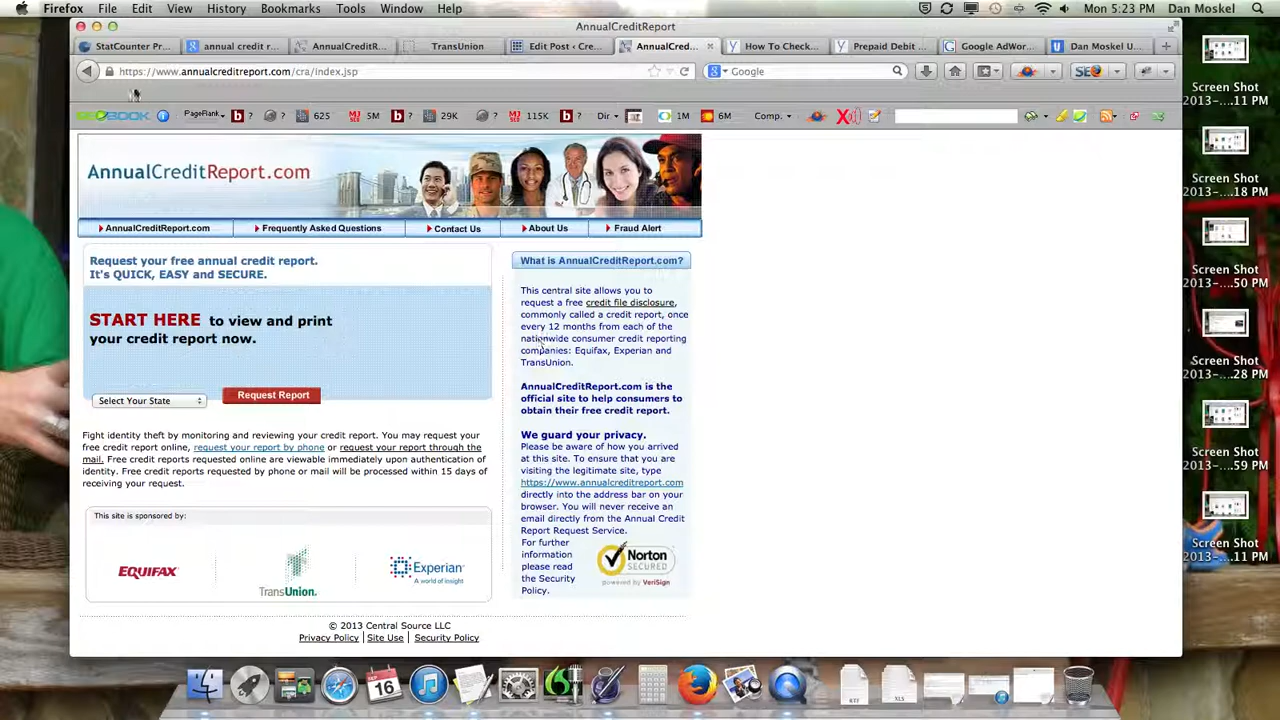 Firefox File Edit View History Bookmarks Tools Window Help Mon 5:23 PM Dan Moskel
AnnualCreditReport
StatCounter Pr... annual credit r... AnnualCreditR... TransUnion Edit Post ‹ Cre... AnnualCred... How To Check... Prepaid Debit ... Google AdWor... Dan Moskel U...
https://www.annualcreditreport.com/cra/index.jsp Google SEO
PageRank ? ? 625 5M ? 29K ? 115K ? Dir 1M 6M Comp.
AnnualCreditReport.com
AnnualCreditReport.com Frequently Asked Questions Contact Us About Us Fraud Alert
Request your free annual credit report.
It's QUICK, EASY and SECURE.
START HERE to view and print
your credit report now.
Select Your State Request Report
Fight identity theft by monitoring and reviewing your credit report. You may request your
free credit report online, request your report by phone or request your report through the
mail. Free credit reports requested online are viewable immediately upon authentication of
identity. Free credit reports requested by phone or mail will be processed within 15 days of
receiving your request.
This site is sponsored by:
EQUIFAX
TransUnion.
Experian
A world of insight
What is AnnualCreditReport.com?
This central site allows you to
request a free credit file disclosure,
commonly called a credit report, once
every 12 months from each of the
nationwide consumer credit reporting
companies: Equifax, Experian and
TransUnion.
AnnualCreditReport.com is the
official site to help consumers to
obtain their free credit report.
We guard your privacy.
Please be aware of how you arrived
at this site. To ensure that you are
visiting the legitimate site, type
https://www.annualcreditreport.com
directly into the address bar on your
browser. You will never receive an
email directly from the Annual Credit
Report Request Service.
For further
information
please read
the Security
Policy.
Norton
SECURED
powered by VeriSign
© 2013 Central Source LLC
Privacy Policy Site Use Security Policy
Screen Shot
2013-....11 PM
Screen Shot
2013-....18 PM
Screen Shot
2013-....50 PM
Screen Shot
2013-....28 PM
Screen Shot
2013-....59 PM
Screen Shot
2013-....11 PM
SEP
16
RTF
XLS